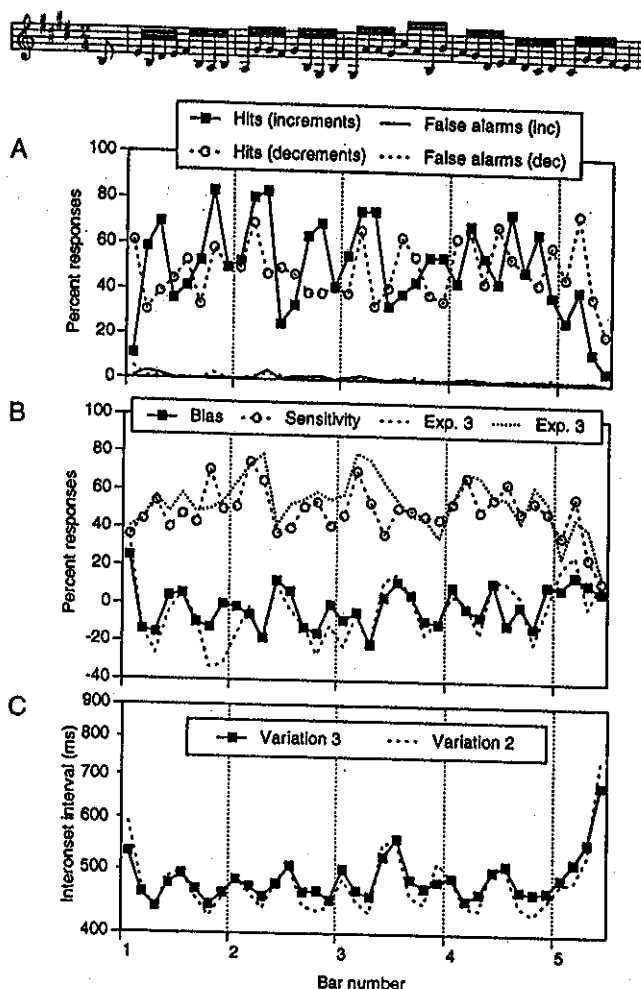 Hits (increments) False alarms (inc)
Hits (decrements) False alarms (dec)
A
100
80
60
40
20
0
Percent responses
B
Bias Sensitivity Exp. 3 Exp. 3
100
80
60
40
20
0
-20
-40
Percent responses
C
Variation 3 Variation 2
900
800
700
600
500
400
Interonset interval (ms)
1 2 3 4 5
Bar number